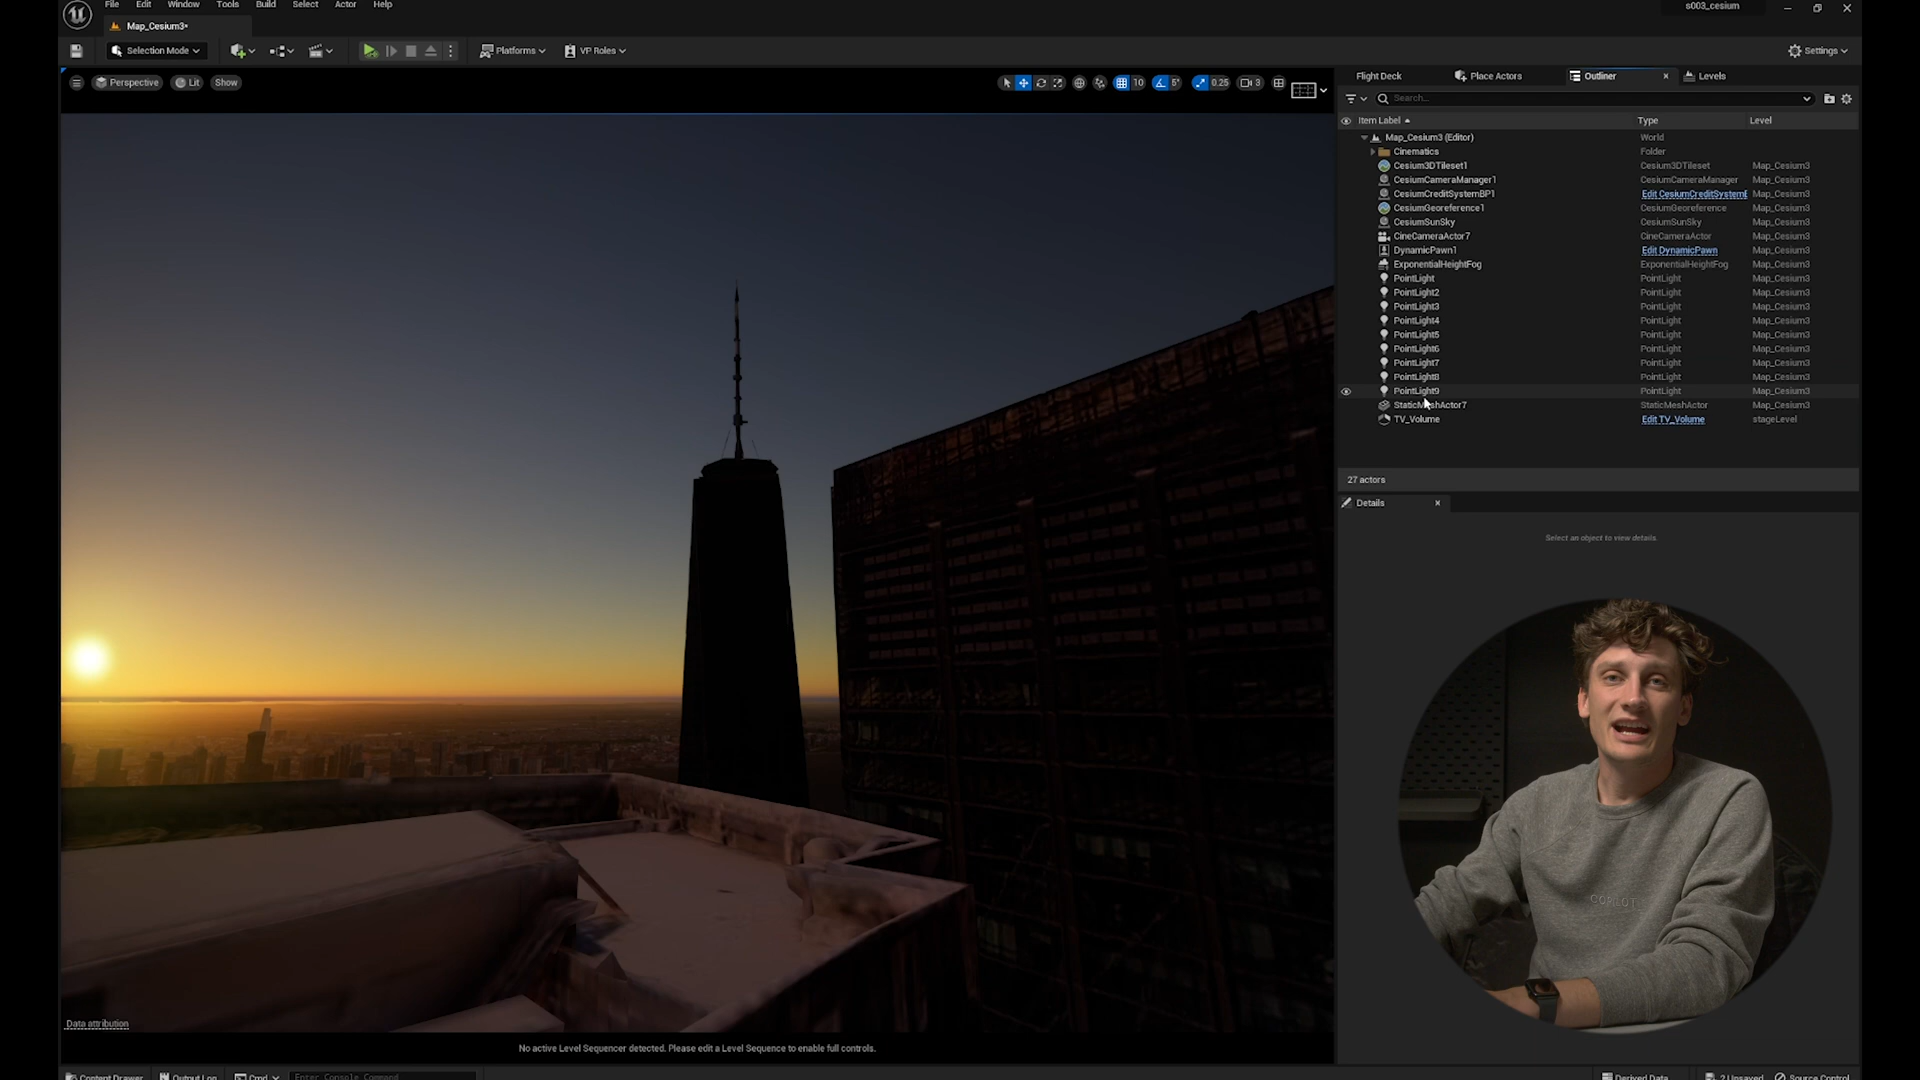 File Edit Window Tools Build Select Actor Help
s003_cesium
Map_Cesium3•
Selection Mode
Platforms
VP Roles
Settings
Perspective
Lit
Show
10
5°
0.25
3
Flight Deck
Place Actors
Outliner
Levels
Search...
Item Label Type Level
Map_Cesium3 (Editor) World
Cinematics Folder
Cesium3DTileset1 Cesium3DTileset Map_Cesium3
CesiumCameraManager1 CesiumCameraManager Map_Cesium3
CesiumCreditSystemBP1 Edit CesiumCreditSystemB Map_Cesium3
CesiumGeoreference1 CesiumGeoreference Map_Cesium3
CesiumSunSky CesiumSunSky Map_Cesium3
CineCameraActor7 CineCameraActor Map_Cesium3
DynamicPawn1 Edit DynamicPawn Map_Cesium3
ExponentialHeightFog ExponentialHeightFog Map_Cesium3
PointLight PointLight Map_Cesium3
PointLight2 PointLight Map_Cesium3
PointLight3 PointLight Map_Cesium3
PointLight4 PointLight Map_Cesium3
PointLight5 PointLight Map_Cesium3
PointLight6 PointLight Map_Cesium3
PointLight7 PointLight Map_Cesium3
PointLight8 PointLight Map_Cesium3
PointLight9 PointLight Map_Cesium3
StaticMeshActor7 StaticMeshActor Map_Cesium3
TV_Volume Edit TV_Volume stageLevel
27 actors
Details
Select an object to view details.
COPILOT
Data attribution
No active Level Sequencer detected. Please edit a Level Sequence to enable full controls.
Content Drawer
Output Log
Cmd
Enter Console Command
Derived Data
2 Unsaved
Source Control